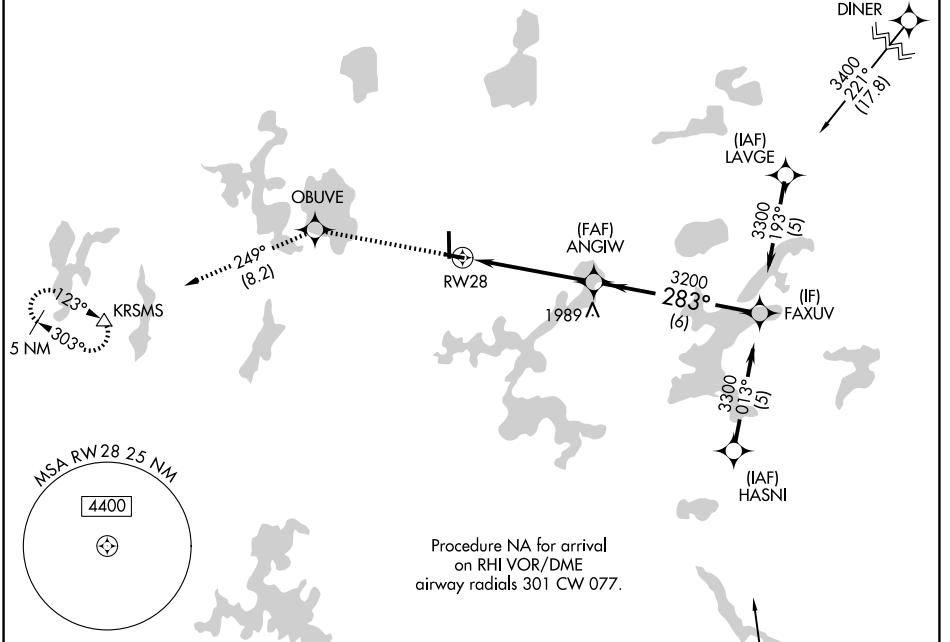 DINER
3400
221°
(17.8)
(IAF)
LAVGE
3300
193°
(5)
OBUVE
(FAF)
ANGIW
249°
(8.2)
RW28
3200
283°
(6)
(IF)
FAXUV
1989
123°
KRSMS
303°
5 NM
3300
013°
(5)
(IAF)
HASNI
MSA RW28 25 NM
4400
Procedure NA for arrival
on RHI VOR/DME
airway radials 301 CW 077.